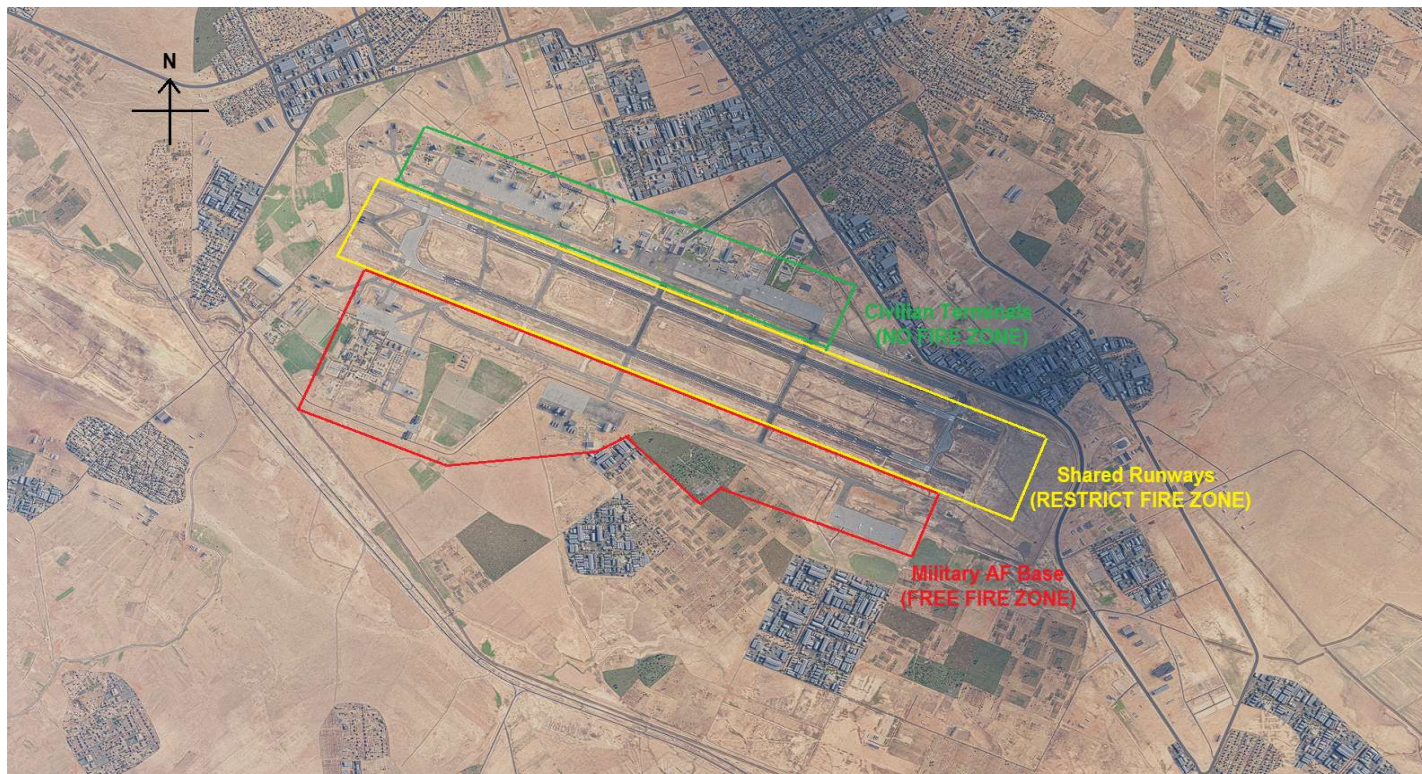 N
Civilian Terminals
(NO FIRE ZONE)
Shared Runways
(RESTRICT FIRE ZONE)
Military AF Base
(FREE FIRE ZONE)